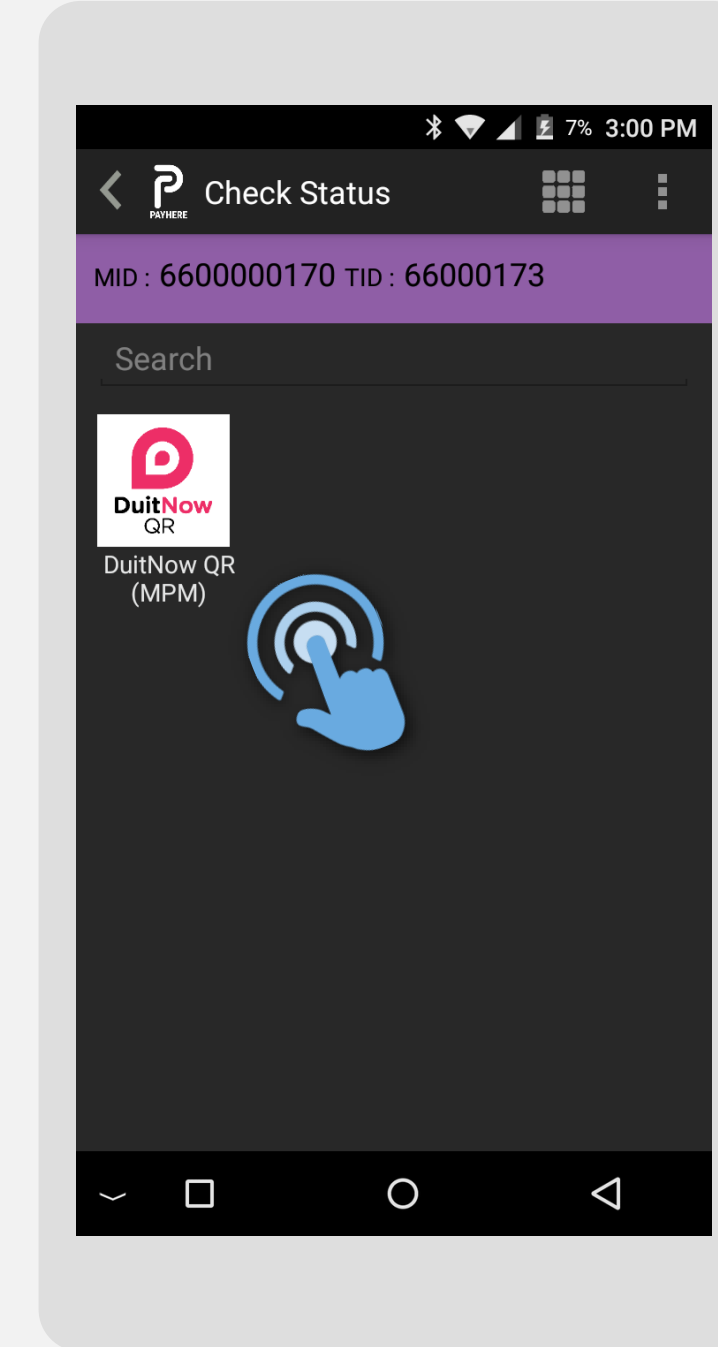 7% 3:00 PM
PAYHERE
Check Status
MID : 6600000170 TID : 66000173
Search
DuitNow
QR
DuitNow QR
(MPM)